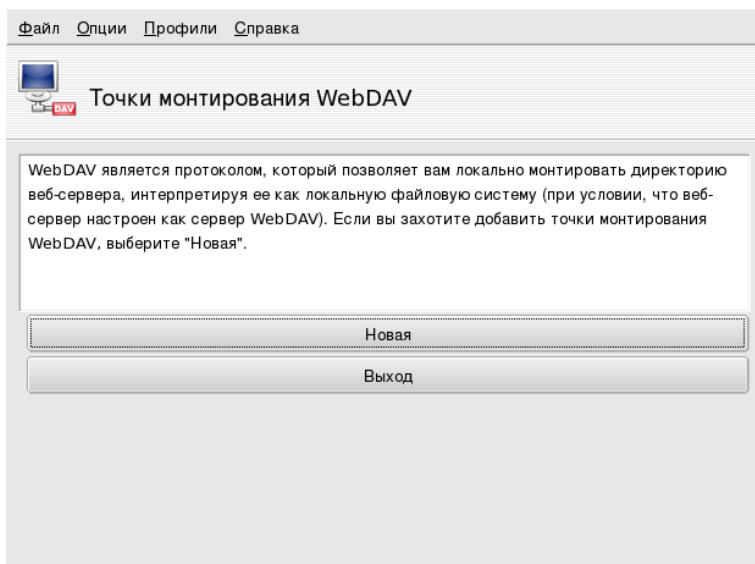 Файл Опции Профили Справка
DAV
Точки монтирования WebDAV
WebDAV является протоколом, который позволяет вам локально монтировать директорию
веб-сервера, интерпретируя ее как локальную файловую систему (при условии, что веб-
сервер настроен как сервер WebDAV). Если вы захотите добавить точки монтирования
WebDAV, выберите "Новая".
Новая
Выход